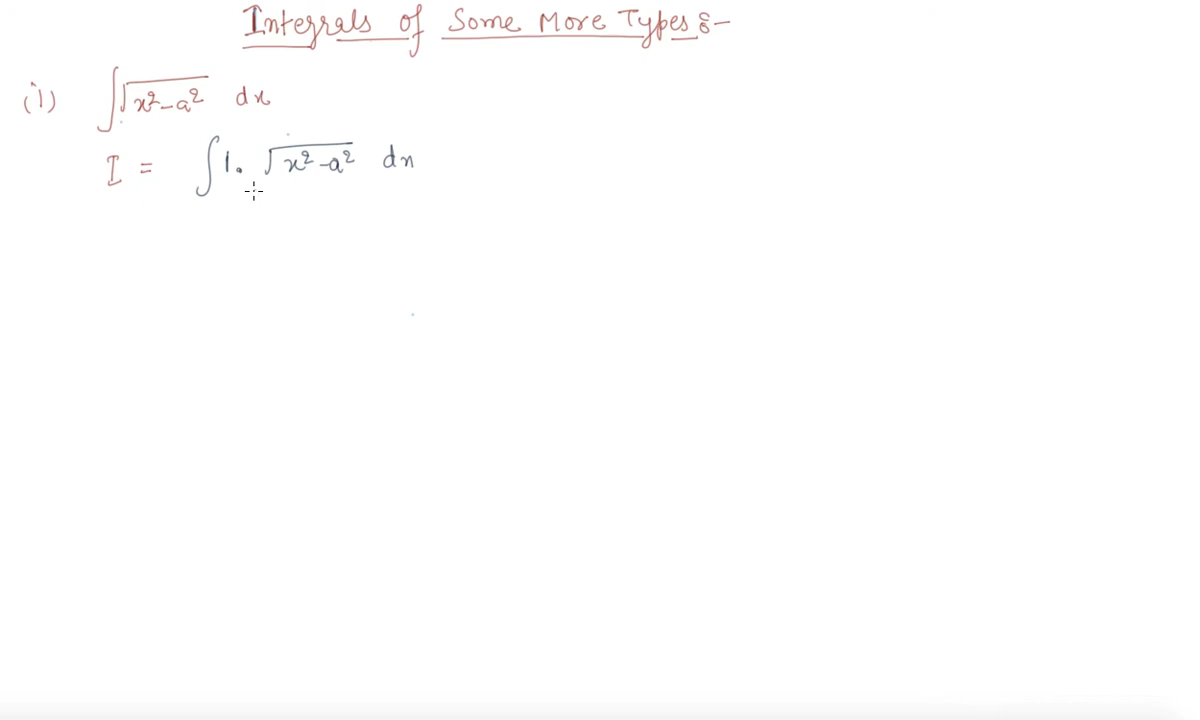 Integrals of Some More Types :-
(i) ∫√x²-a² dx
I = ∫1. √x²-a² dx